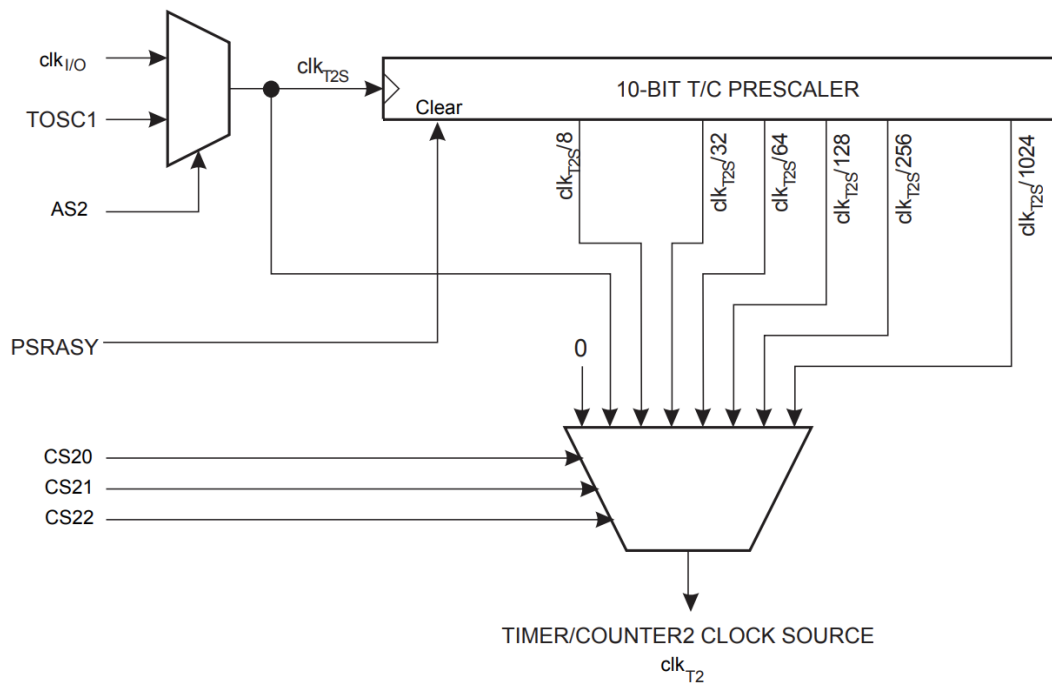 clkI/O
TOSC1
AS2
clkT2S
10-BIT T/C PRESCALER
Clear
clkT2S/8
clkT2S/32
clkT2S/64
clkT2S/128
clkT2S/256
clkT2S/1024
PSRASY
0
CS20
CS21
CS22
TIMER/COUNTER2 CLOCK SOURCE
clkT2